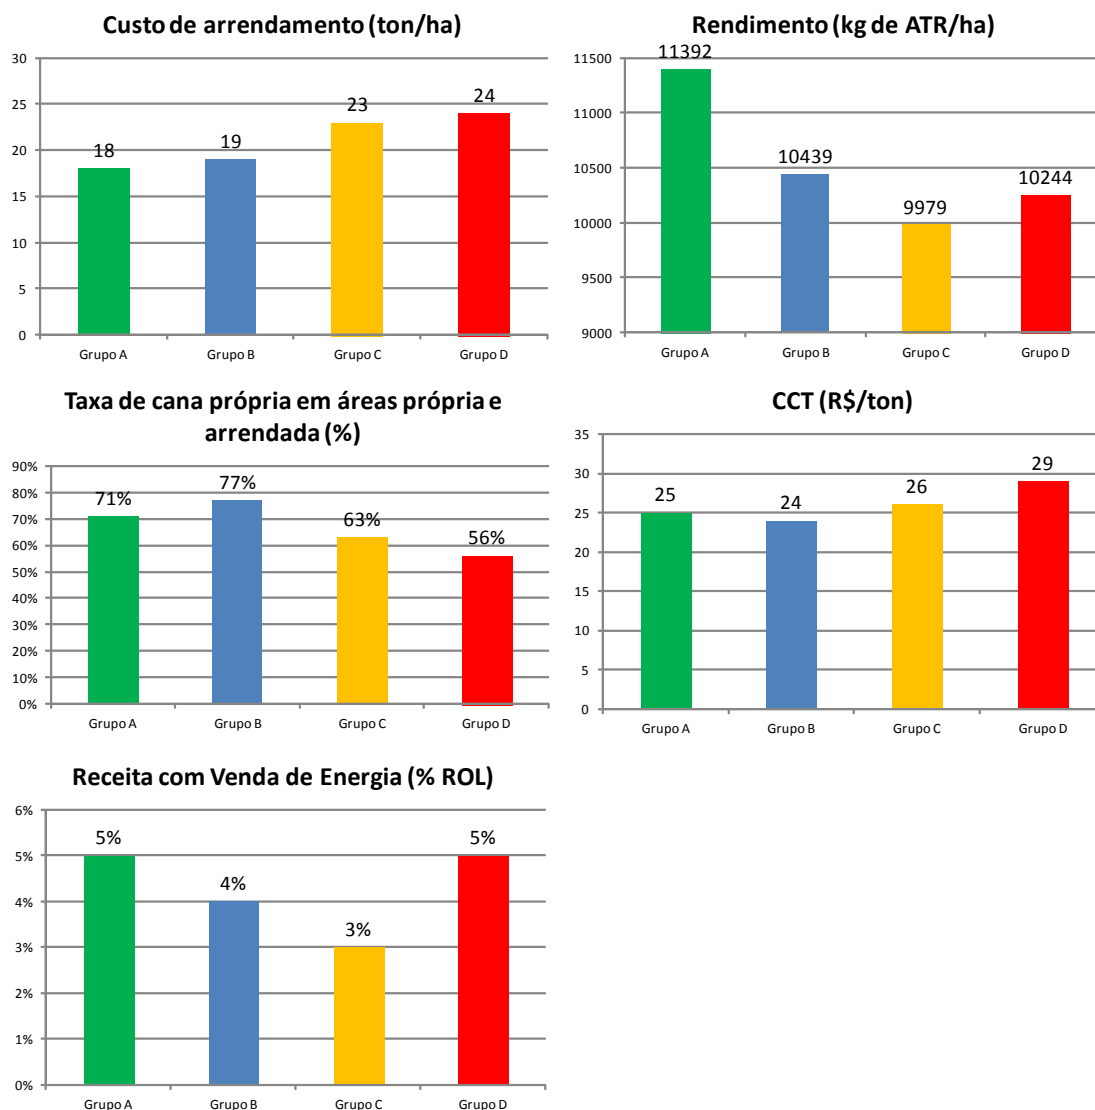 Custo de arrendamento (ton/ha)
30
25
20
15
10
5
0
18
19
23
24
Grupo A
Grupo B
Grupo C
Grupo D
Rendimento (kg de ATR/ha)
11500
11000
10500
10000
9500
9000
11392
10439
9979
10244
Grupo A
Grupo B
Grupo C
Grupo D
Taxa de cana própria em áreas própria e
arrendada (%)
90%
80%
70%
60%
50%
40%
30%
20%
10%
0%
71%
77%
63%
56%
Grupo A
Grupo B
Grupo C
Grupo D
CCT (R$/ton)
35
30
25
20
15
10
5
0
25
24
26
29
Grupo A
Grupo B
Grupo C
Grupo D
Receita com Venda de Energia (% ROL)
6%
5%
4%
3%
2%
1%
0%
5%
4%
3%
5%
Grupo A
Grupo B
Grupo C
Grupo D